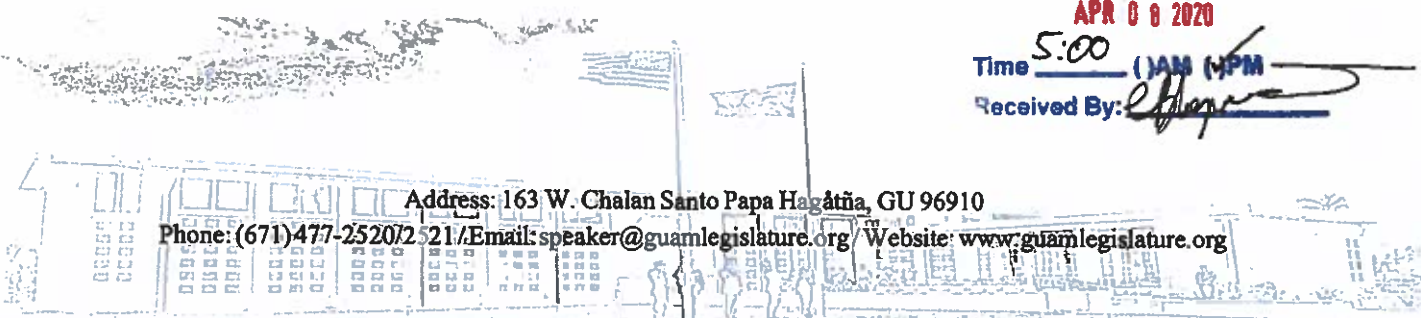 APR 0 8 2020
Time 5:00 ( )AM (✓)PM
Received By:
Address: 163 W. Chalan Santo Papa Hagåtña, GU 96910
Phone: (671)477-2520/2521 / Email: speaker@guamlegislature.org / Website: www.guamlegislature.org